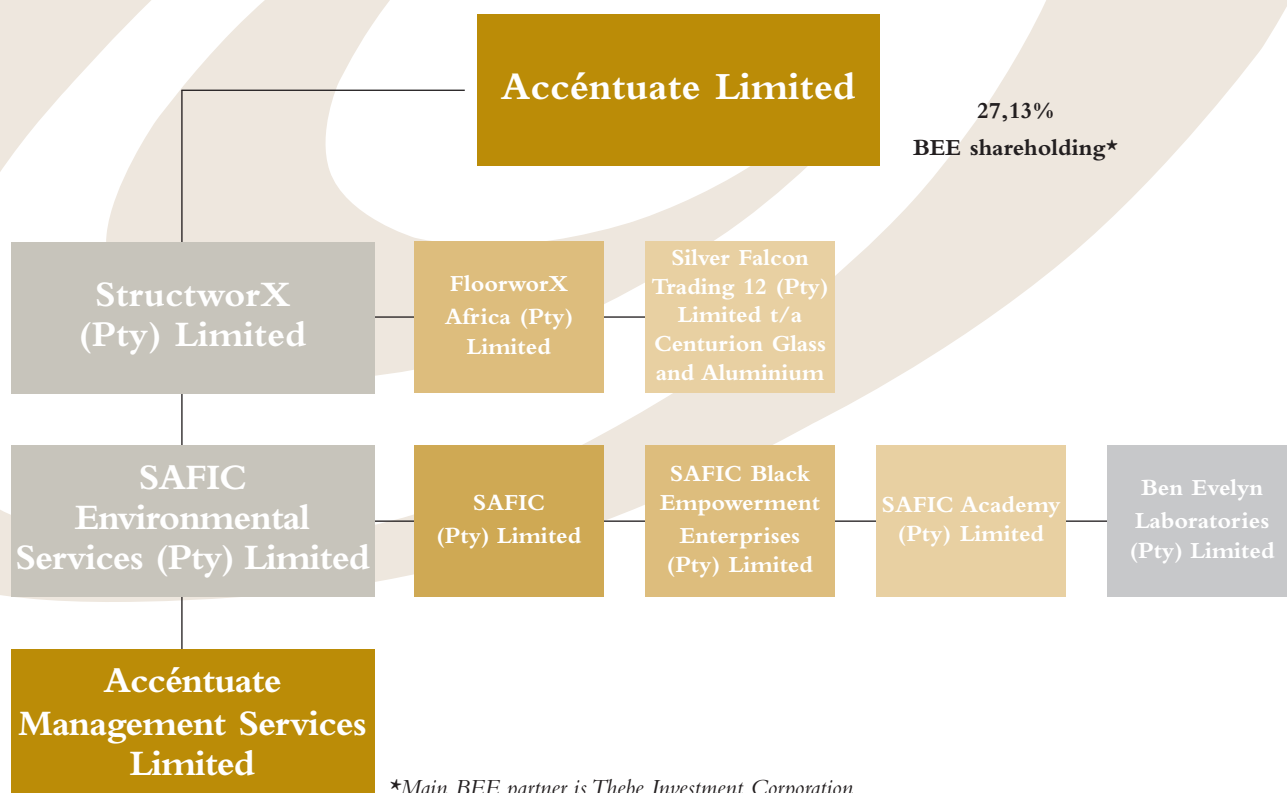 Accéntuate Limited
27,13%
BEE shareholding★
StructworX
(Pty) Limited
FloorworX
Africa (Pty)
Limited
Silver Falcon
Trading 12 (Pty)
Limited t/a
Centurion Glass
and Aluminium
SAFIC
Environmental
Services (Pty) Limited
SAFIC
(Pty) Limited
SAFIC Black
Empowerment
Enterprises
(Pty) Limited
SAFIC Academy
(Pty) Limited
Ben Evelyn
Laboratories
(Pty) Limited
Accéntuate
Management Services
Limited
★Main BEE partner is Thebe Investment Corporation